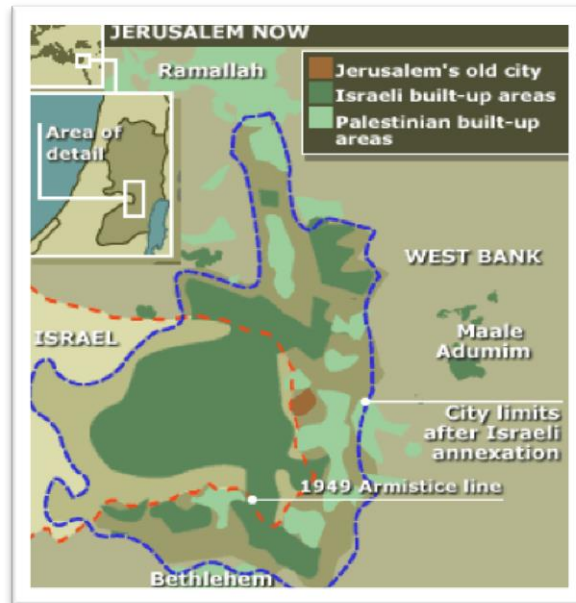 JERUSALEM NOW
Ramallah
Jerusalem's old city
Israeli built-up areas
Palestinian built-up
areas
Area of
detail
WEST BANK
ISRAEL
Maale
Adumim
City limits
after Israeli
annexation
1949 Armistice line
Bethlehem